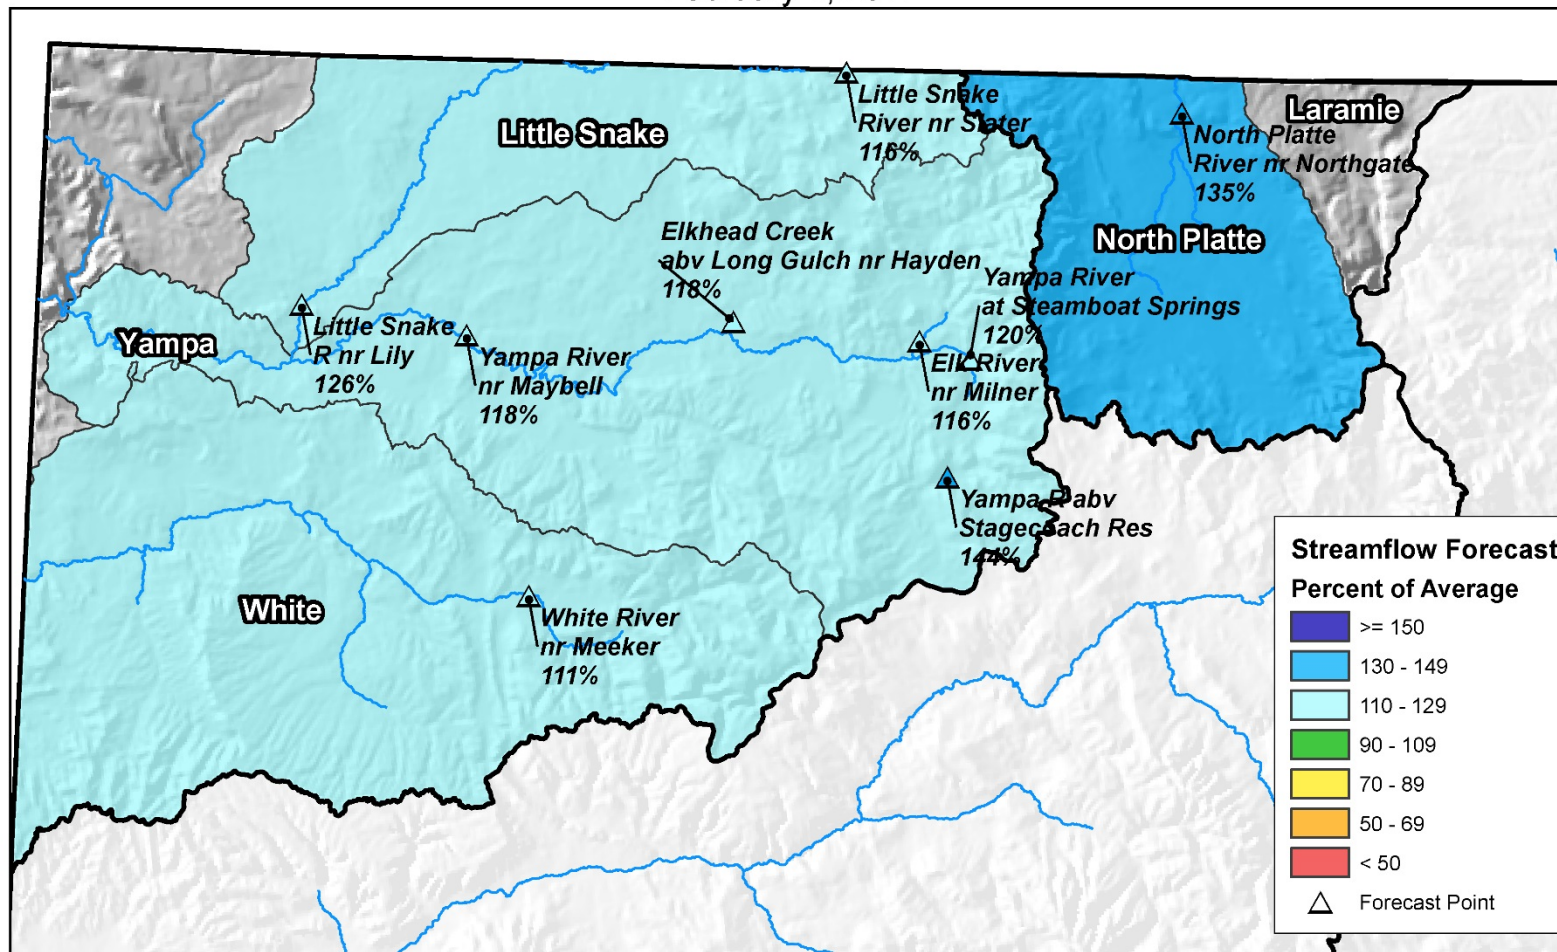 Little Snake
River nr Slater
116%
Laramie
Little Snake
North Platte
River nr Northgate
135%
North Platte
Elkhead Creek
abv Long Gulch nr Hayden
118%
Yampa River
at Steamboat Springs
120%
Yampa
Little Snake
R nr Lily
126%
Yampa River
nr Maybell
118%
Elk River
nr Milner
116%
Yampa R abv
Stagecoach Res
144%
White
White River
nr Meeker
111%
Streamflow Forecast
Percent of Average
>= 150
130 - 149
110 - 129
90 - 109
70 - 89
50 - 69
< 50
Forecast Point